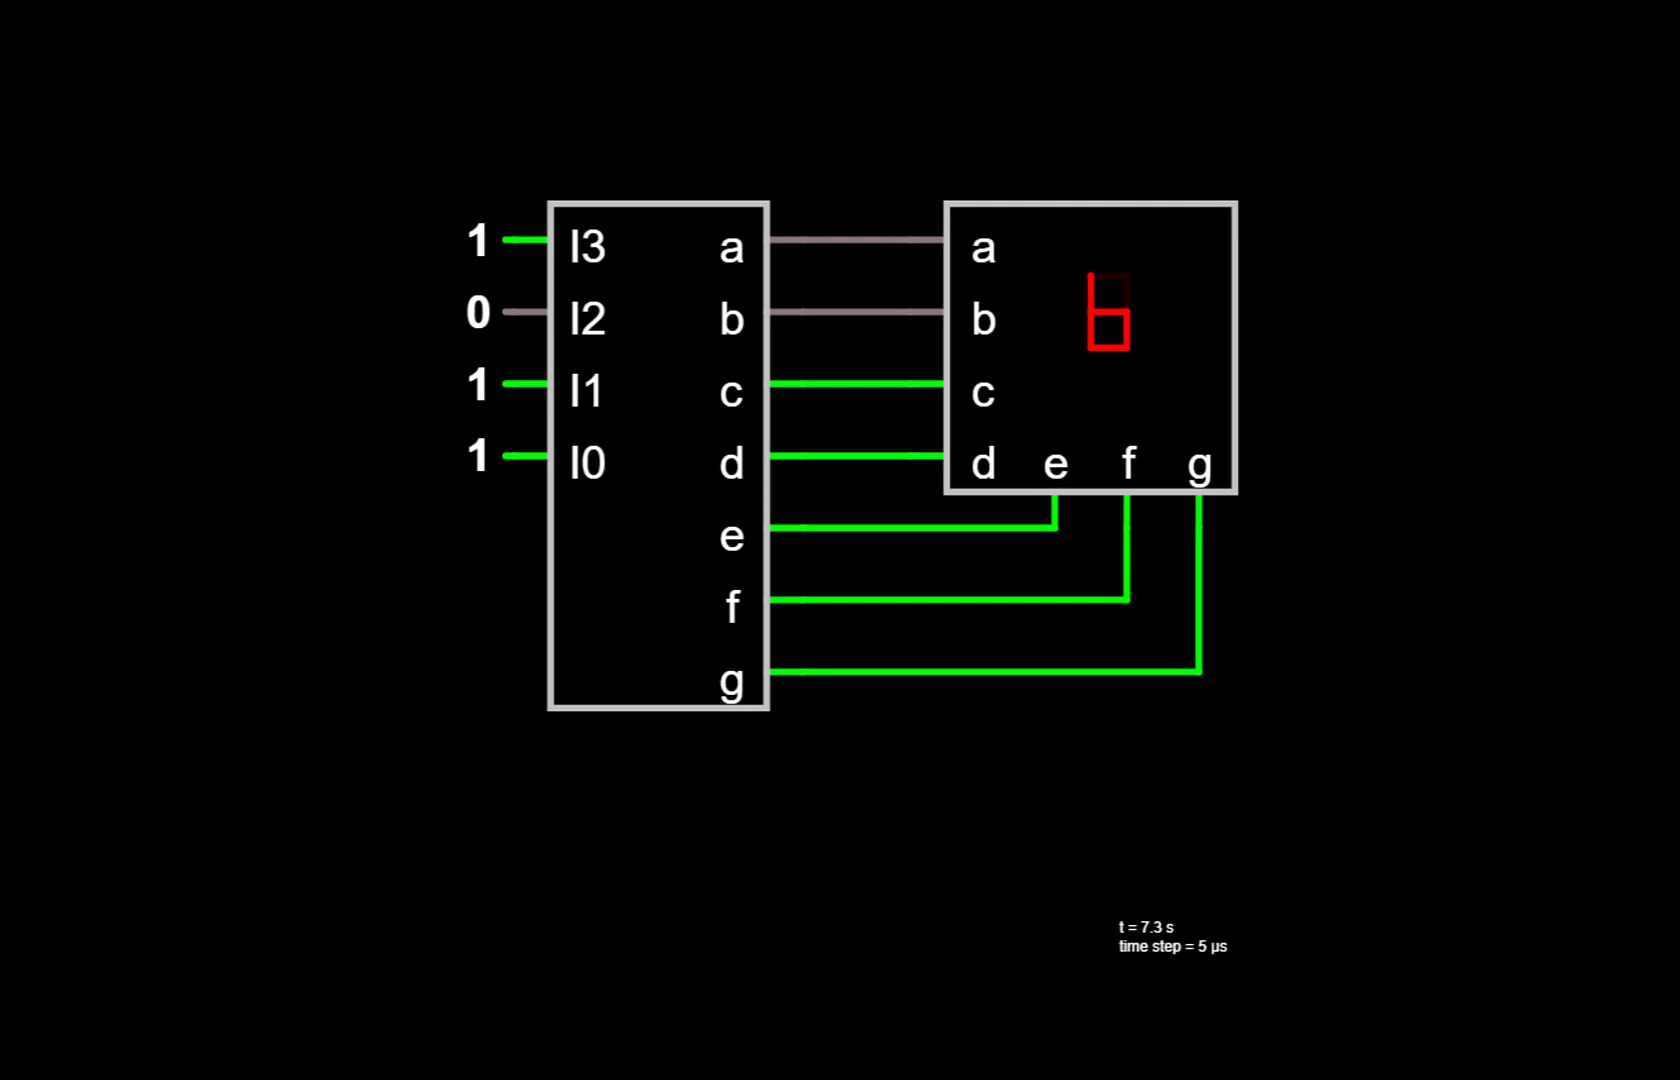 1 I3 a a
0 I2 b b
1 I1 c c
1 I0 d d e f g
e
f
g
t = 7.3 s
time step = 5 µs